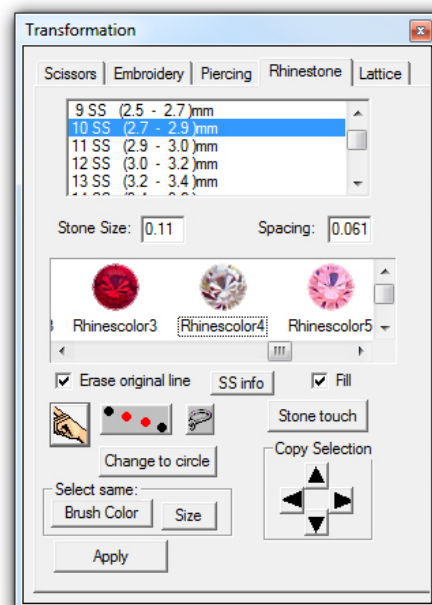 Transformation
Scissors Embroidery Piercing Rhinestone Lattice
9 SS (2.5 - 2.7 )mm
10 SS (2.7 - 2.9 )mm
11 SS (2.9 - 3.0 )mm
12 SS (3.0 - 3.2 )mm
13 SS (3.2 - 3.4 )mm
Stone Size: 0.11 Spacing: 0.061
Rhinescolor3 Rhinescolor4 Rhinescolor5
Erase original line SS info Fill
Stone touch
Change to circle
Copy Selection
Select same:
Brush Color Size
Apply